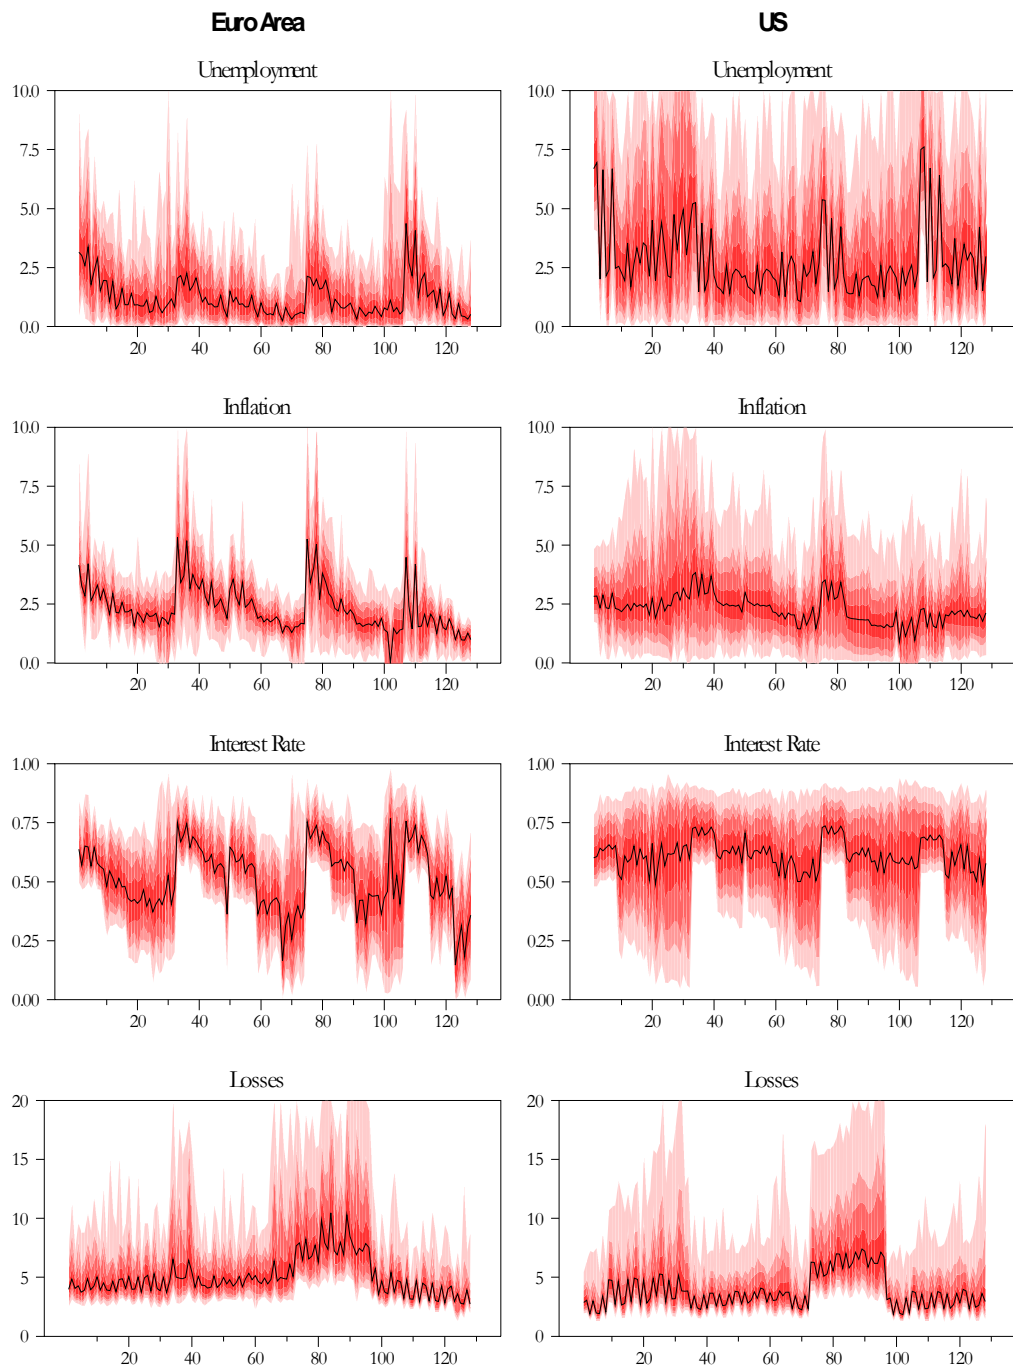 Euro Area US
Unemployment Unemployment
10.0 10.0
7.5 7.5
5.0 5.0
2.5 2.5
0.0 0.0
20 40 60 80 100 120 20 40 60 80 100 120
Inflation Inflation
10.0 10.0
7.5 7.5
5.0 5.0
2.5 2.5
0.0 0.0
20 40 60 80 100 120 20 40 60 80 100 120
Interest Rate Interest Rate
1.00 1.00
0.75 0.75
0.50 0.50
0.25 0.25
0.00 0.00
20 40 60 80 100 120 20 40 60 80 100 120
Losses Losses
20 20
15 15
10 10
5 5
0 0
20 40 60 80 100 120 20 40 60 80 100 120